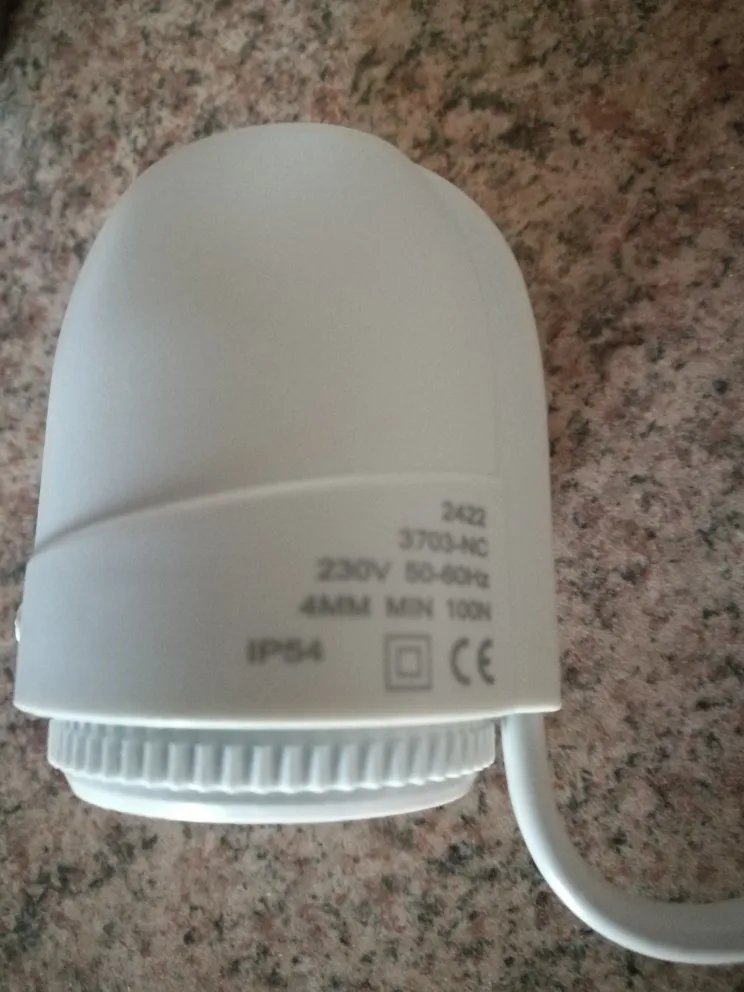 2422
3703-NC
230V 50-60Hz
4MM MIN 100N
IP54 CE